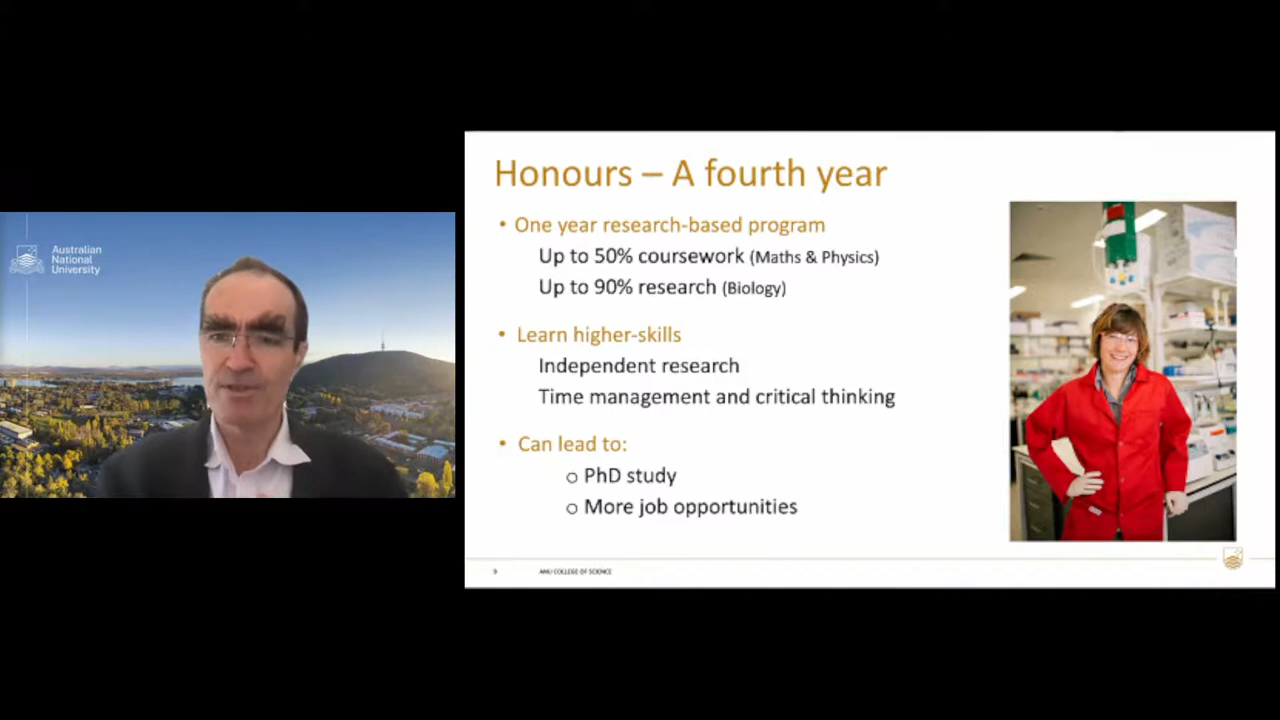 Australian
National
University
Honours – A fourth year
• One year research-based program
Up to 50% coursework (Maths & Physics)
Up to 90% research (Biology)
• Learn higher-skills
Independent research
Time management and critical thinking
• Can lead to:
o PhD study
o More job opportunities
9 ANU COLLEGE OF SCIENCE